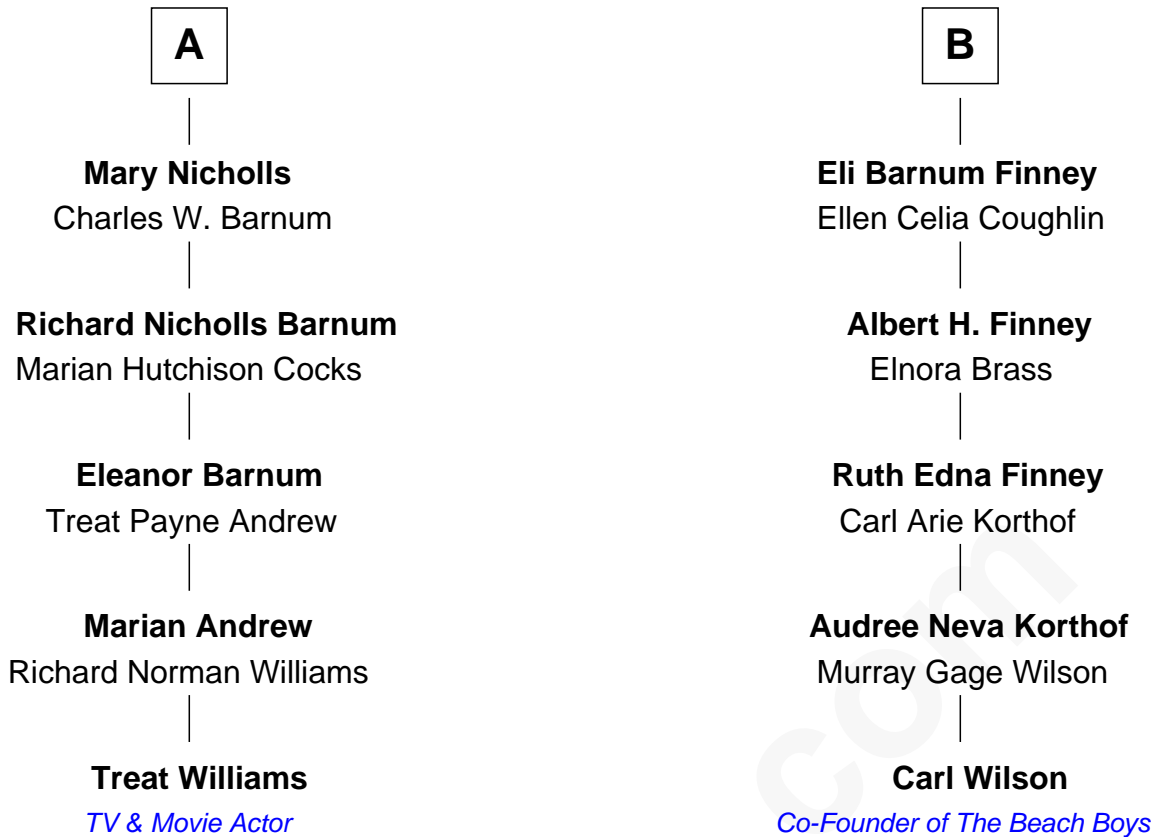 A
Mary Nicholls
Charles W. Barnum
Richard Nicholls Barnum
Marian Hutchison Cocks
Eleanor Barnum
Treat Payne Andrew
Marian Andrew
Richard Norman Williams
Treat Williams
TV & Movie Actor
B
Eli Barnum Finney
Ellen Celia Coughlin
Albert H. Finney
Elnora Brass
Ruth Edna Finney
Carl Arie Korthof
Audree Neva Korthof
Murray Gage Wilson
Carl Wilson
Co-Founder of The Beach Boys
com